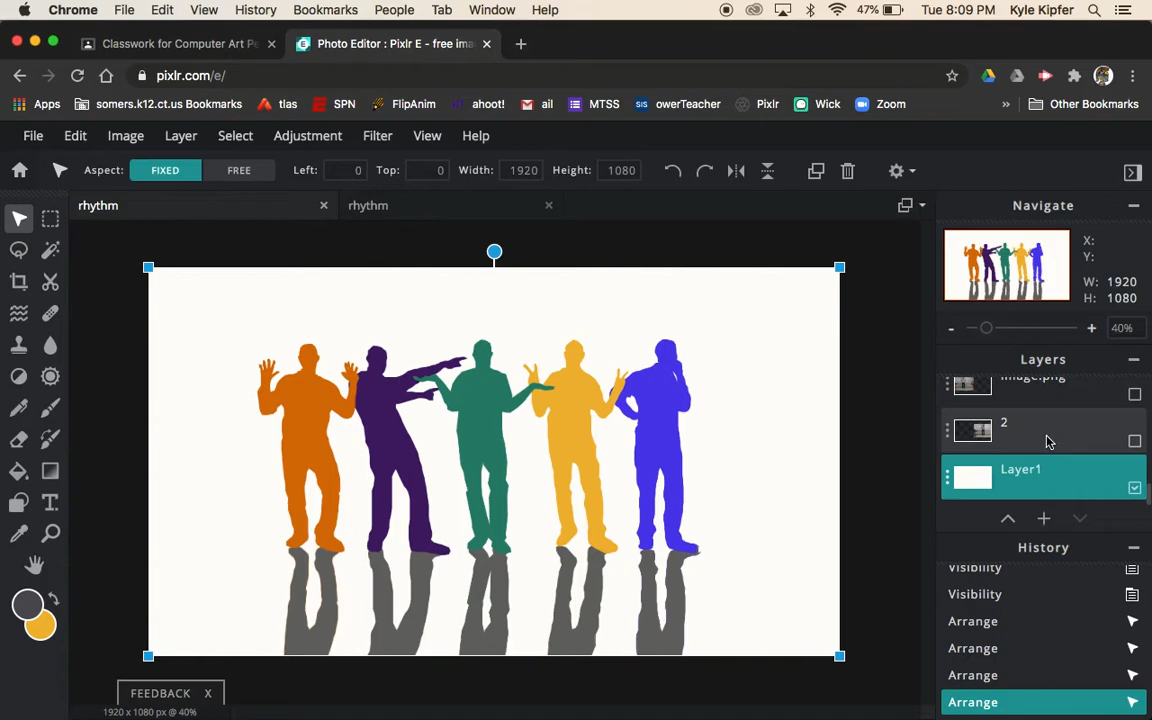 Chrome File Edit View History Bookmarks People Tab Window Help 47% Tue 8:09 PM Kyle Kipfer
Classwork for Computer Art Pe × Photo Editor : Pixlr E - free ima × +
pixlr.com/e/
Apps somers.k12.ct.us Bookmarks tlas SPN FlipAnim ahoot! ail MTSS SIS owerTeacher Pixlr Wick Zoom » Other Bookmarks
File Edit Image Layer Select Adjustment Filter View Help
Aspect: FIXED FREE Left: 0 Top: 0 Width: 1920 Height: 1080
rhythm × rhythm ×
Navigate
X:
Y:
W: 1920
H: 1080
- + 40%
Layers
image.png
2
Layer1
History
Visibility
Visibility
Arrange
Arrange
Arrange
Arrange
FEEDBACK X
1920 x 1080 px @ 40%